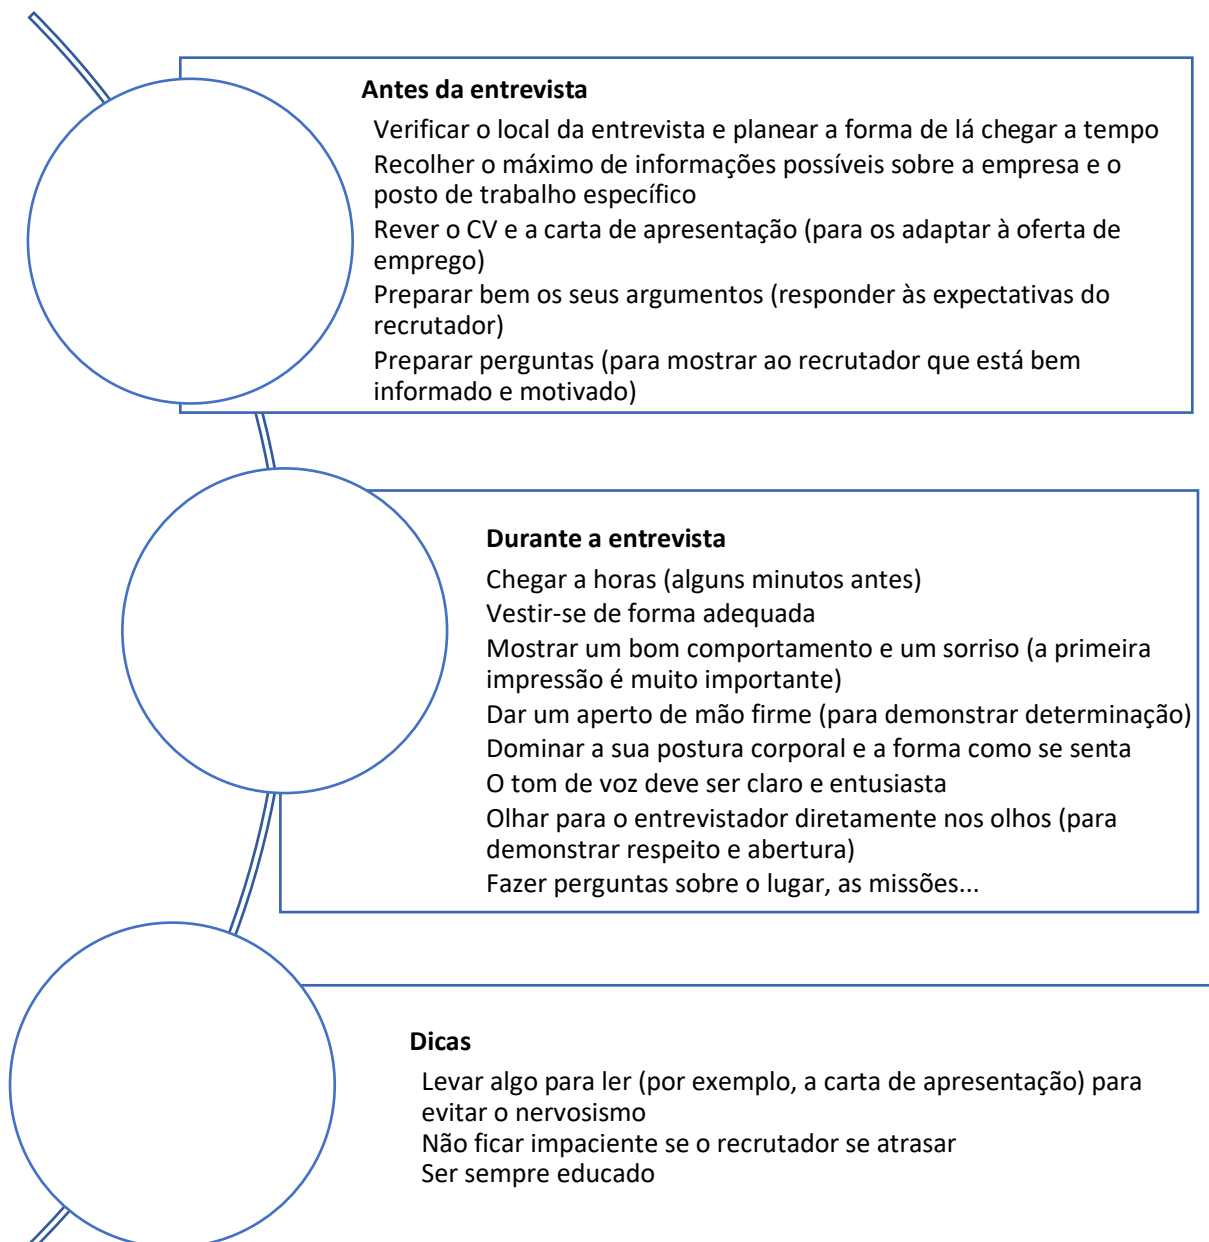 Antes da entrevista
Verificar o local da entrevista e planear a forma de lá chegar a tempo
Recolher o máximo de informações possíveis sobre a empresa e o
posto de trabalho específico
Rever o CV e a carta de apresentação (para os adaptar à oferta de
emprego)
Preparar bem os seus argumentos (responder às expectativas do
recrutador)
Preparar perguntas (para mostrar ao recrutador que está bem
informado e motivado)
Durante a entrevista
Chegar a horas (alguns minutos antes)
Vestir-se de forma adequada
Mostrar um bom comportamento e um sorriso (a primeira
impressão é muito importante)
Dar um aperto de mão firme (para demonstrar determinação)
Dominar a sua postura corporal e a forma como se senta
O tom de voz deve ser claro e entusiasta
Olhar para o entrevistador diretamente nos olhos (para
demonstrar respeito e abertura)
Fazer perguntas sobre o lugar, as missões...
Dicas
Levar algo para ler (por exemplo, a carta de apresentação) para
evitar o nervosismo
Não ficar impaciente se o recrutador se atrasar
Ser sempre educado